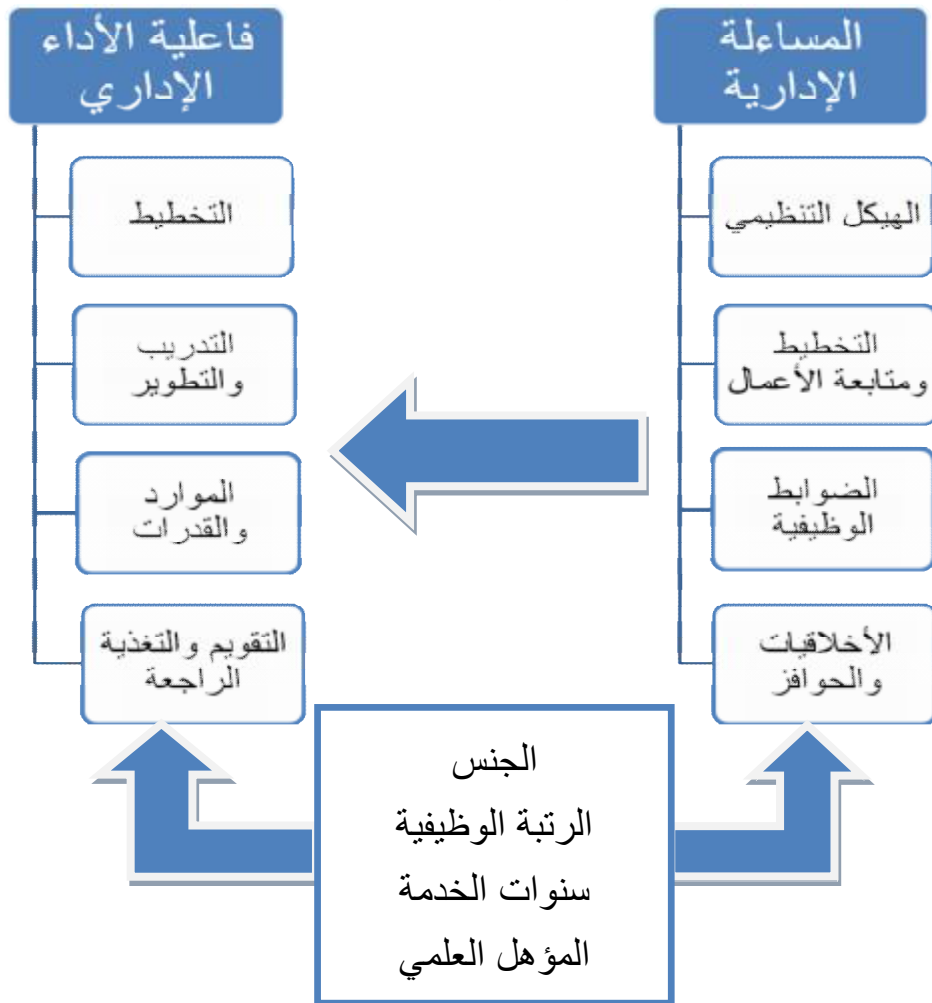 المساءلة
الإدارية
الهيكل التنظيمي
التخطيط
ومتابعة الأعمال
الضوابط
الوظيفية
الأخلاقيات
والحوافز
فاعلية الأداء
الإداري
التخطيط
التدريب
والتطوير
الموارد
والقدرات
التقويم والتغذية
الراجعة
الجنس
الرتبة الوظيفية
سنوات الخدمة
المؤهل العلمي